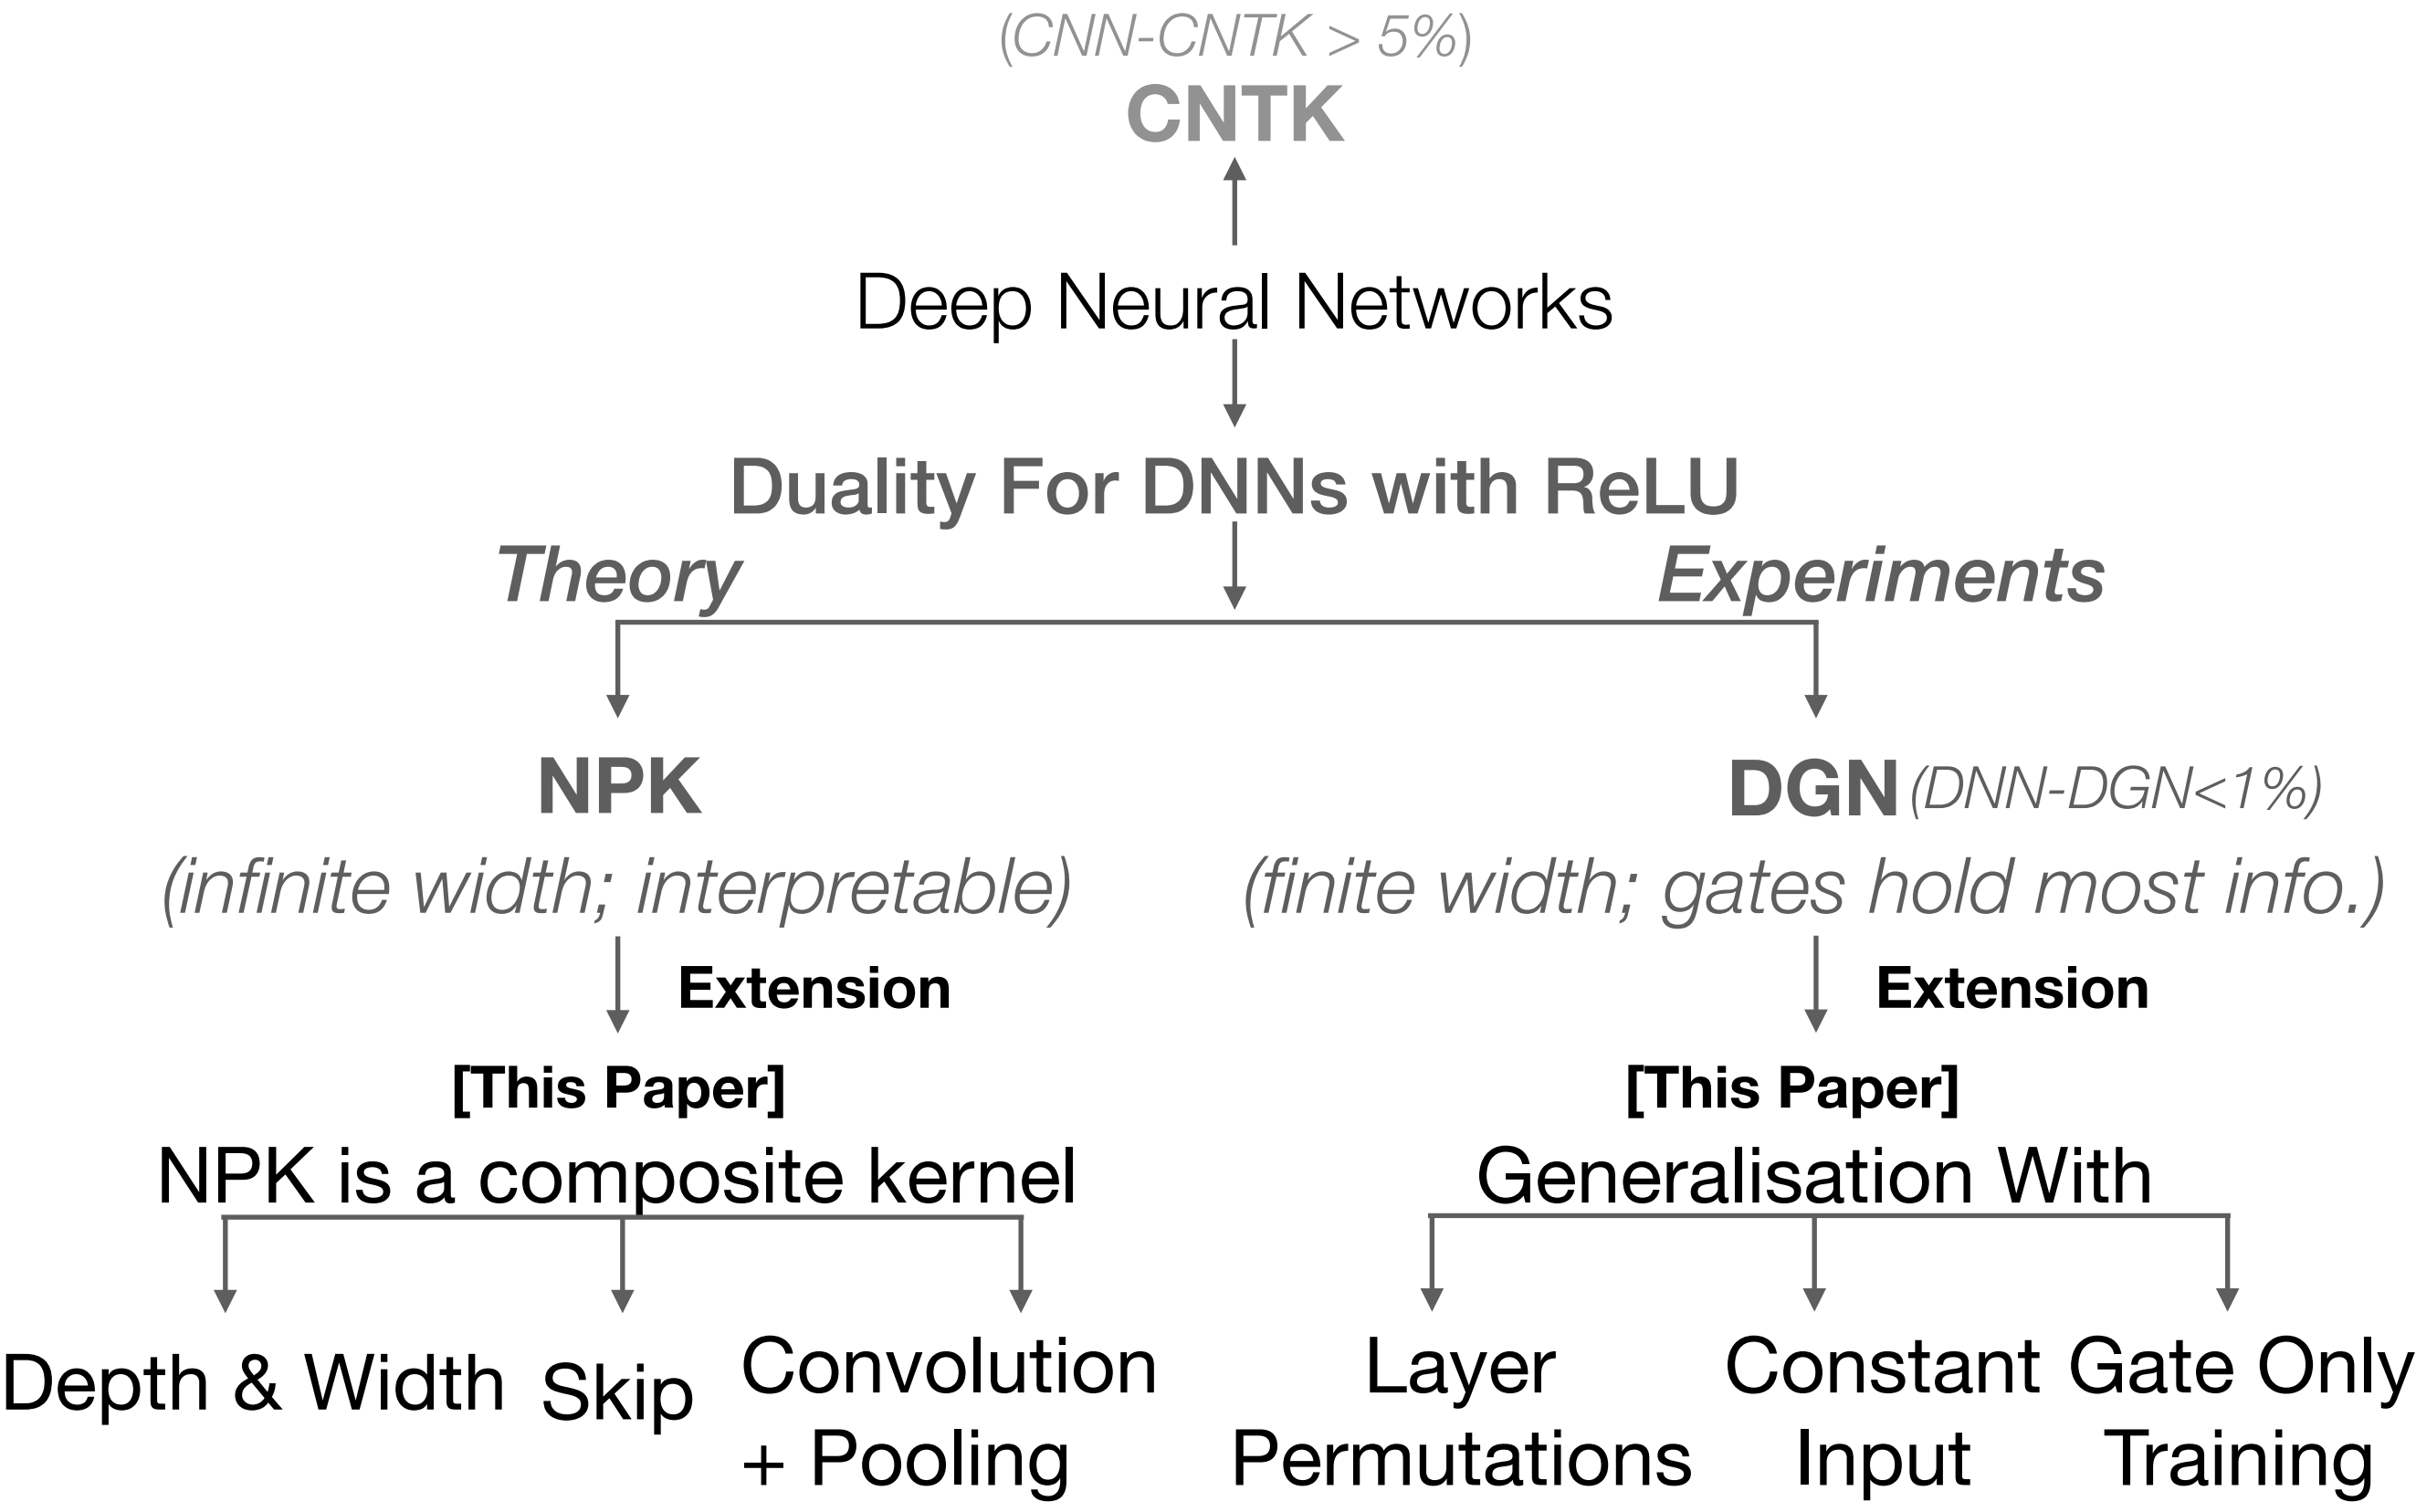 (CNN-CNTK > 5%)
CNTK
Deep Neural Networks
Duality For DNNs with ReLU
Theory
Experiments
NPK
(infinite width; interpretable)
Extension
[This Paper]
NPK is a composite kernel
Depth & Width
Skip
Convolution
+ Pooling
DGN (DNN-DGN<1%)
(finite width; gates hold most info.)
Extension
[This Paper]
Generalisation With
Layer
Permutations
Constant
Input
Gate Only
Training